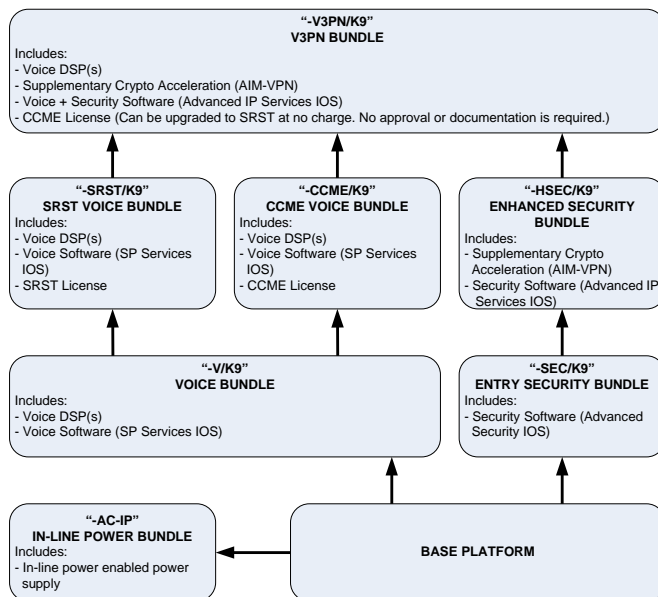 “-V3PN/K9”
V3PN BUNDLE
Includes:
- Voice DSP(s)
- Supplementary Crypto Acceleration (AIM-VPN)
- Voice + Security Software (Advanced IP Services IOS)
- CCME License (Can be upgraded to SRST at no charge. No approval or documentation is required.)
“-SRST/K9”
SRST VOICE BUNDLE
Includes:
- Voice DSP(s)
- Voice Software (SP Services
IOS)
- SRST License
“-CCME/K9”
CCME VOICE BUNDLE
Includes:
- Voice DSP(s)
- Voice Software (SP Services
IOS)
- CCME License
“-HSEC/K9”
ENHANCED SECURITY
BUNDLE
Includes:
- Supplementary Crypto
Acceleration (AIM-VPN)
- Security Software (Advanced IP
Services IOS)
“-V/K9”
VOICE BUNDLE
Includes:
- Voice DSP(s)
- Voice Software (SP Services IOS)
“-SEC/K9”
ENTRY SECURITY BUNDLE
Includes:
- Security Software (Advanced
Security IOS)
“-AC-IP”
IN-LINE POWER BUNDLE
Includes:
- In-line power enabled power
supply
BASE PLATFORM